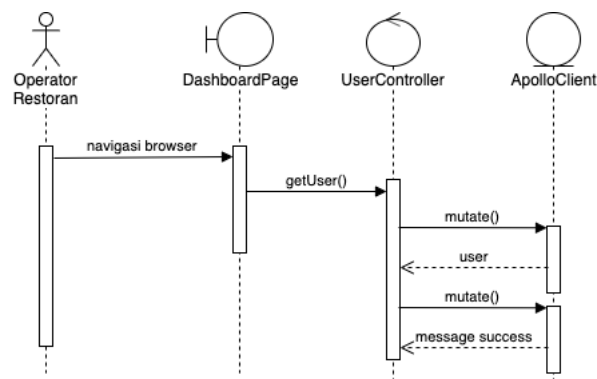 Operator
Restoran
DashboardPage
UserController
ApolloClient
navigasi browser
getUser()
mutate()
user
mutate()
message success